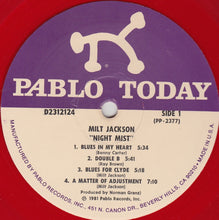 PABLO TODAY
D2312124
SIDE 1
(PP-2377)
MILT JACKSON
"NIGHT MIST"
1. BLUES IN MY HEART 5:34
(Benny Carter)
2. DOUBLE B 5:41
(Ray Brown)
3. BLUES FOR CLYDE 8:18
(Milt Jackson)
4. A MATTER OF ADJUSTMENT 7:10
(Milt Jackson)
Produced by Norman Granz
℗ 1981 Pablo Records, Inc.
MANUFACTURED BY PABLO RECORDS, INC., 451 N. CANON DR., BEVERLY HILLS, CA 90210